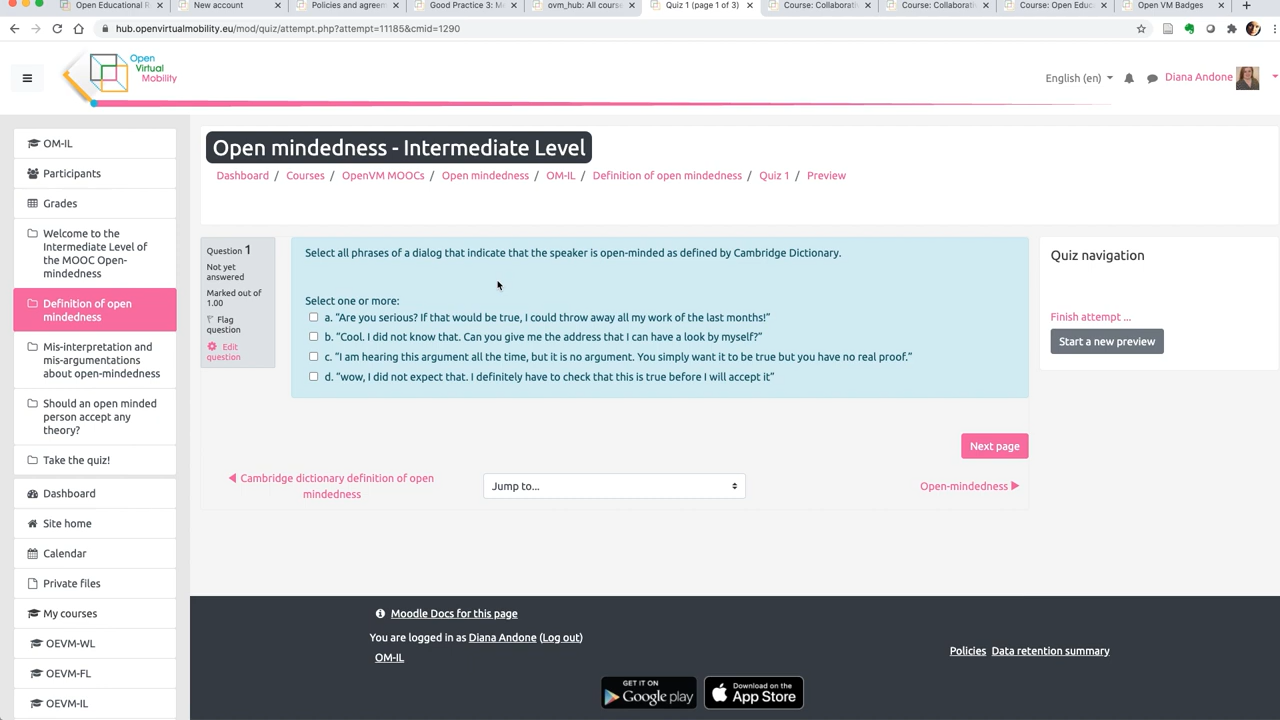 Open Educational R
New account
Policies and agreem
Good Practice 3: Mo
ovm_hub: All course
Quiz 1 (page 1 of 3)
Course: Collaborati
Course: Collaborati
Course: Open Educ
Open VM Badges
hub.openvirtualmobility.eu/mod/quiz/attempt.php?attempt=11185&cmid=1290
Open
Virtual
Mobility
English (en)
Diana Andone
OM-IL
Participants
Grades
Welcome to the
Intermediate Level of
the MOOC Open-
mindedness
Definition of open
mindedness
Mis-interpretation and
mis-argumentations
about open-mindedness
Should an open minded
person accept any
theory?
Take the quiz!
Dashboard
Site home
Calendar
Private files
My courses
OEVM-WL
OEVM-FL
OEVM-IL
Open mindedness - Intermediate Level
Dashboard / Courses / OpenVM MOOCs / Open mindedness / OM-IL / Definition of open mindedness / Quiz 1 / Preview
Question 1
Not yet
answered
Marked out of
1.00
Flag
question
Edit
question
Select all phrases of a dialog that indicate that the speaker is open-minded as defined by Cambridge Dictionary.
Select one or more:
a. "Are you serious? If that would be true, I could throw away all my work of the last months!"
b. "Cool. I did not know that. Can you give me the address that I can have a look by myself?"
c. "I am hearing this argument all the time, but it is no argument. You simply want it to be true but you have no real proof."
d. "wow, I did not expect that. I definitely have to check that this is true before I will accept it"
Quiz navigation
Finish attempt ...
Start a new preview
Next page
Cambridge dictionary definition of open
mindedness
Jump to...
Open-mindedness
Moodle Docs for this page
You are logged in as Diana Andone (Log out)
OM-IL
Policies Data retention summary
GET IT ON
Google play
Download on the
App Store